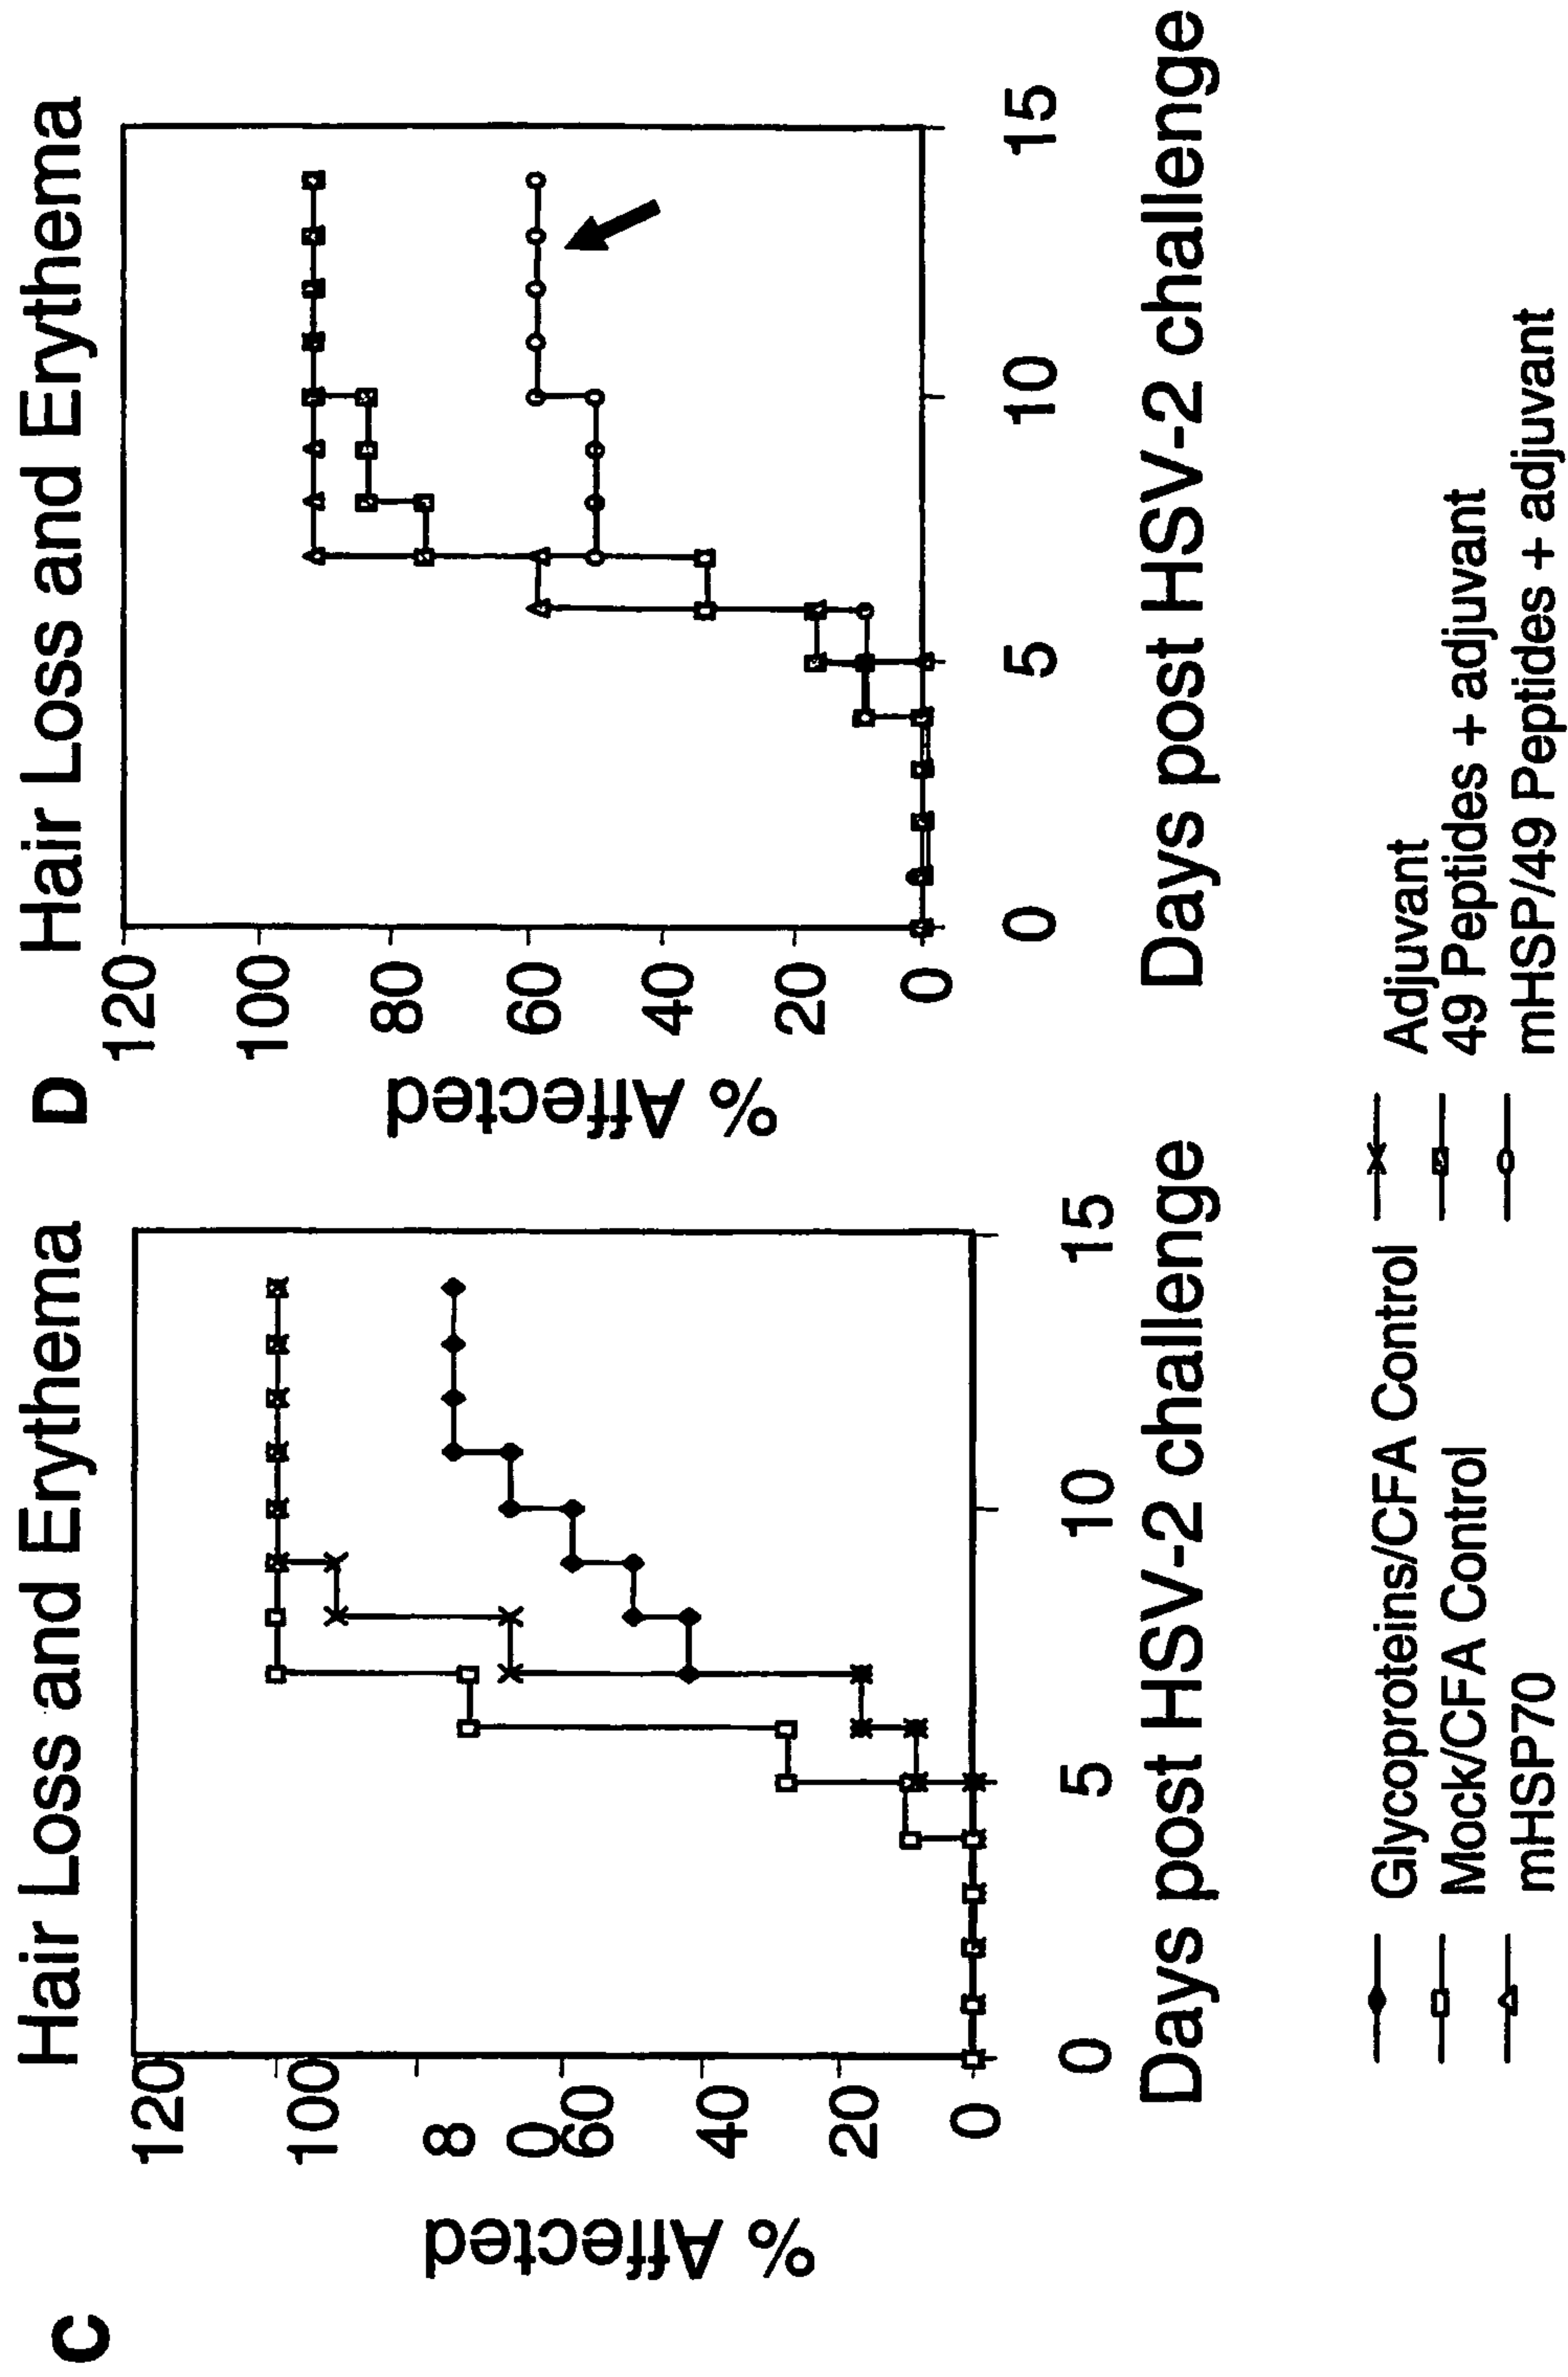 C
Hair Loss and Erythema
120
100
8 0
60
40
20
0
% Affected
0 5 10 15
Days post HSV-2 challenge
D
Hair Loss and Erythema
120
100
80
60
40
20
0
% Affected
0 5 10 15
Days post HSV-2 challenge
Glycoproteins/CFA Control
Mock/CFA Control
mHSP70
Adjuvant
49 Peptides + adjuvant
mHSP/49 Peptides + adjuvant